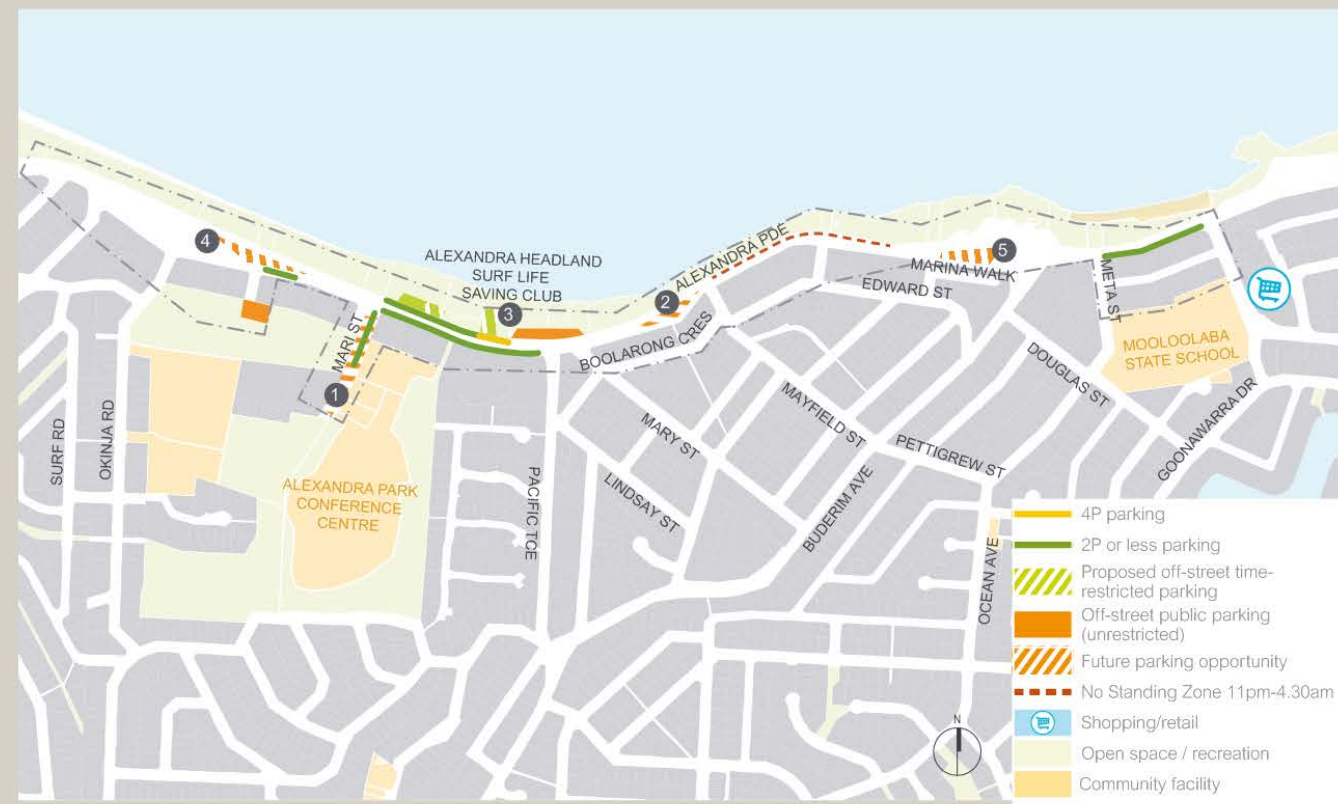 4
ALEXANDRA HEADLAND
SURF LIFE
SAVING CLUB
3
2
ALEXANDRA PDE
5
MARINA WALK
EDWARD ST
META ST
MARI ST
1
BOOLARONG CRES
MOOLOOLABA
STATE SCHOOL
DOUGLAS ST
GOONAWARRA DR
SURF RD
OKINJA RD
ALEXANDRA PARK
CONFERENCE
CENTRE
PACIFIC TCE
MARY ST
LINDSAY ST
MAYFIELD ST
PETTIGREW ST
BUDERIM AVE
OCEAN AVE
N
4P parking
2P or less parking
Proposed off-street time-
restricted parking
Off-street public parking
(unrestricted)
Future parking opportunity
No Standing Zone 11pm-4.30am
Shopping/retail
Open space / recreation
Community facility